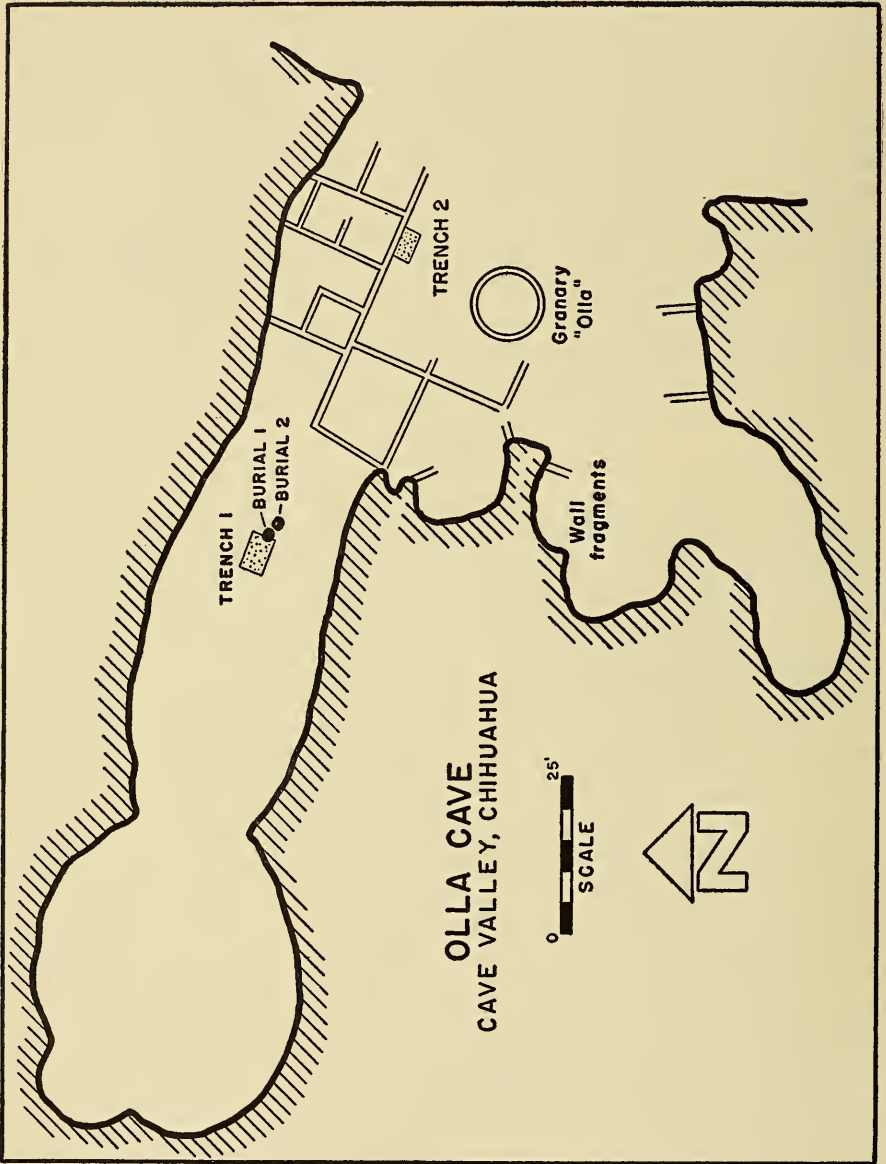 TRENCH 1
BURIAL 1
BURIAL 2
TRENCH 2
Granary
"Olla"
Wall
fragments
OLLA CAVE
CAVE VALLEY, CHIHUAHUA
0 25'
SCALE
N